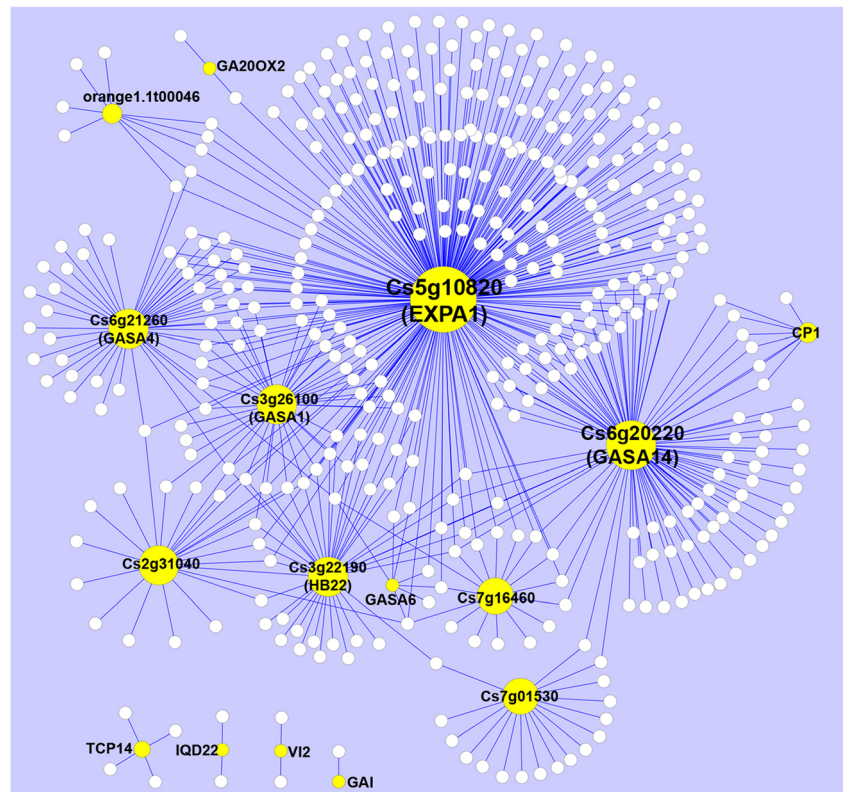 GA20OX2
orange1.1t00046
Cs5g10820
(EXPA1)
Cs6g21260
(GASA4)
CP1
Cs3g26100
(GASA1)
Cs6g20220
(GASA14)
Cs2g31040
Cs3g22190
(HB22)
GASA6
Cs7g16460
Cs7g01530
TCP14
IQD22
VI2
GAI